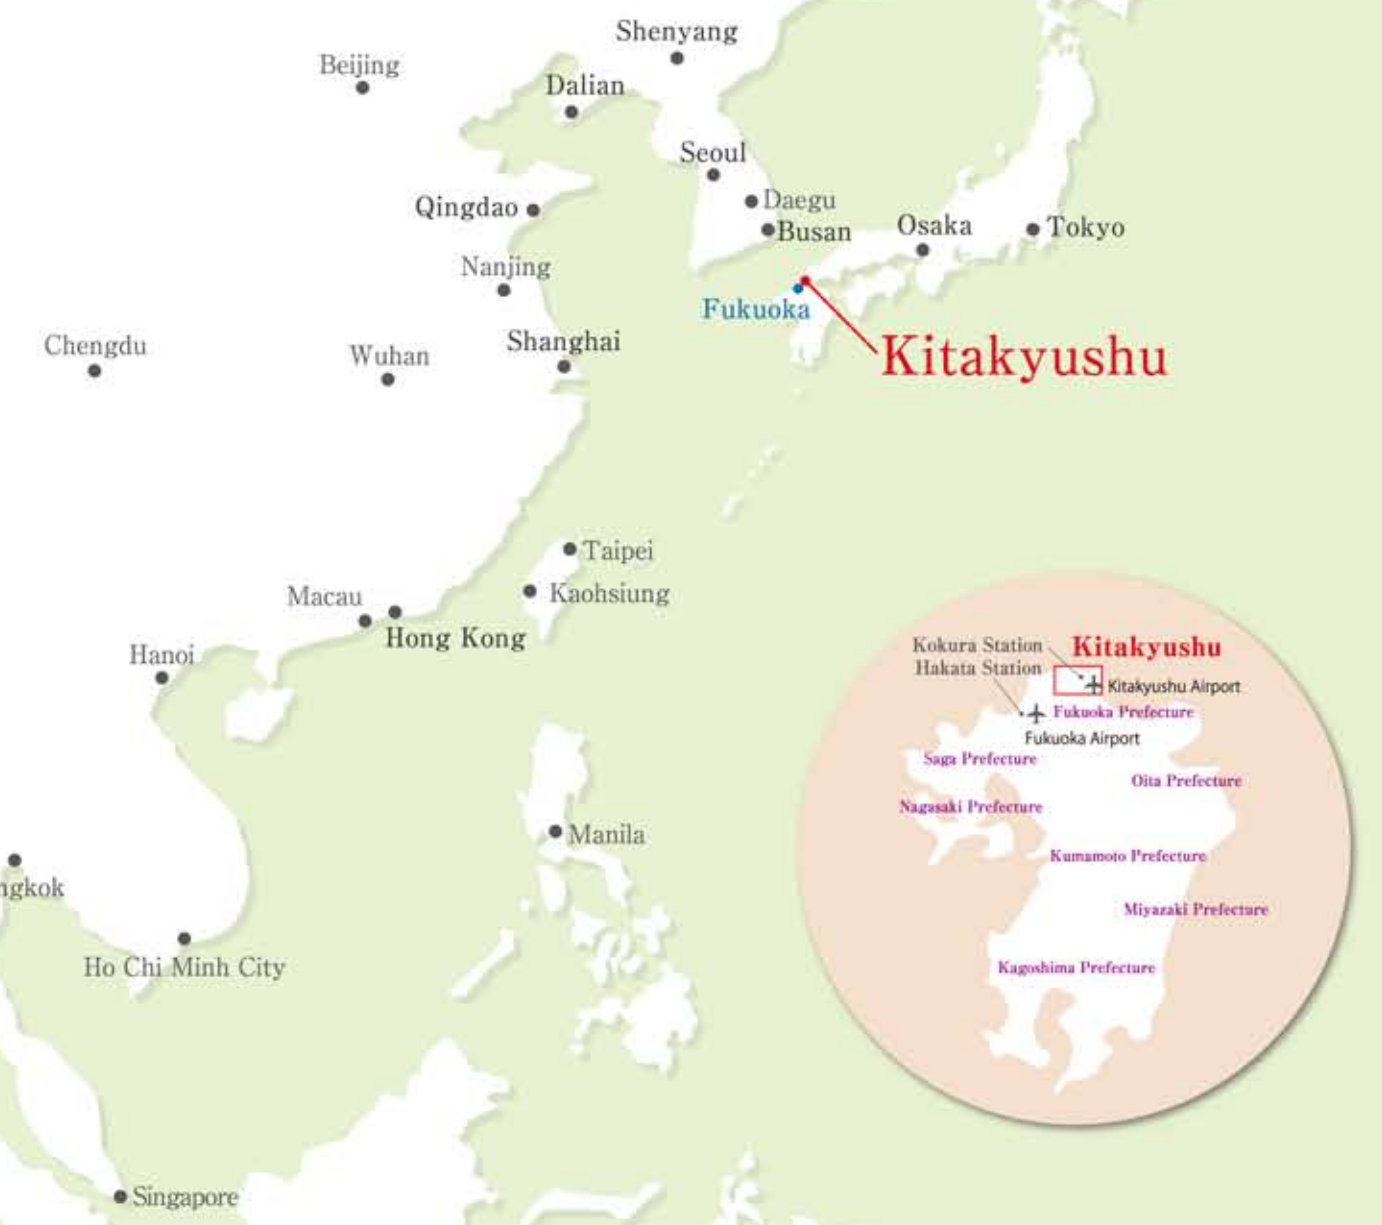 Shenyang
Beijing
Dalian
Seoul
Daegu
Qingdao
Busan
Osaka
Tokyo
Nanjing
Fukuoka
Kitakyushu
Shanghai
Chengdu
Wuhan
Taipei
Kaohsiung
Macau
Hong Kong
Hanoi
Manila
ngkok
Ho Chi Minh City
Singapore
Kokura Station
Kitakyushu
Hakata Station
Kitakyushu Airport
Fukuoka Prefecture
Fukuoka Airport
Saga Prefecture
Oita Prefecture
Nagasaki Prefecture
Kumamoto Prefecture
Miyazaki Prefecture
Kagoshima Prefecture